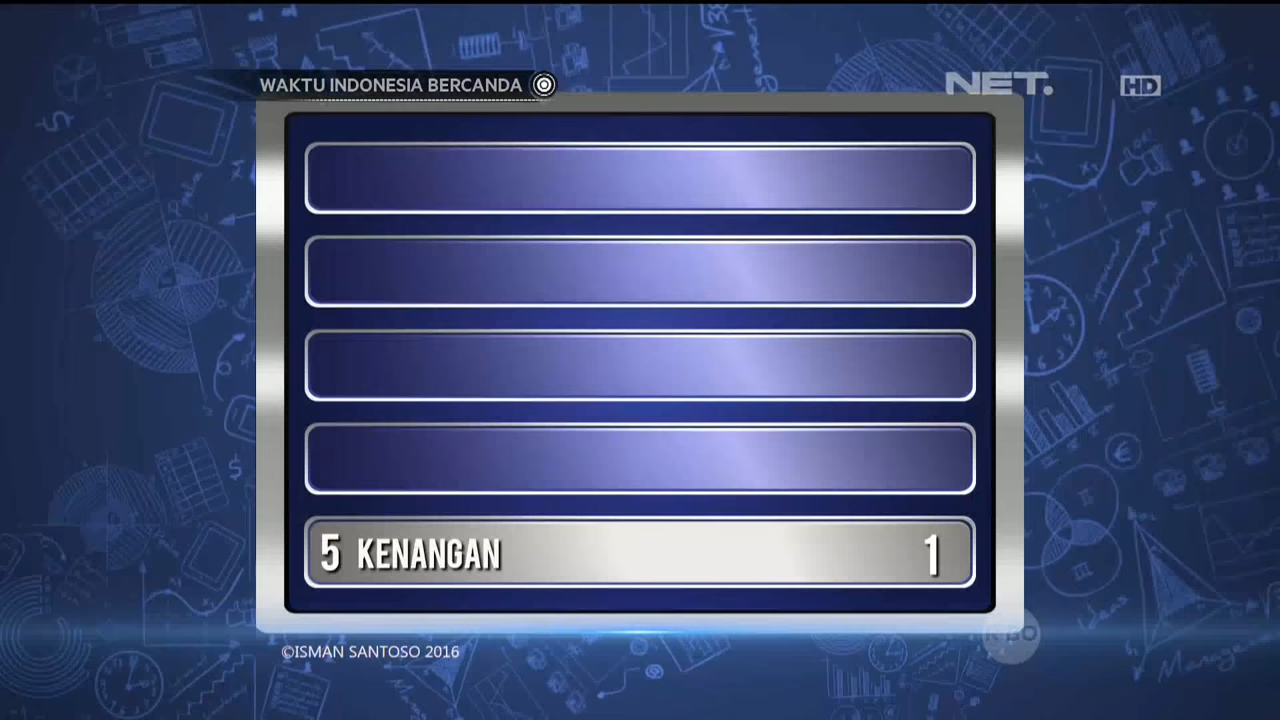 WAKTU INDONESIA BERCANDA
NET.
HD
5 KENANGAN 1
©ISMAN SANTOSO 2016